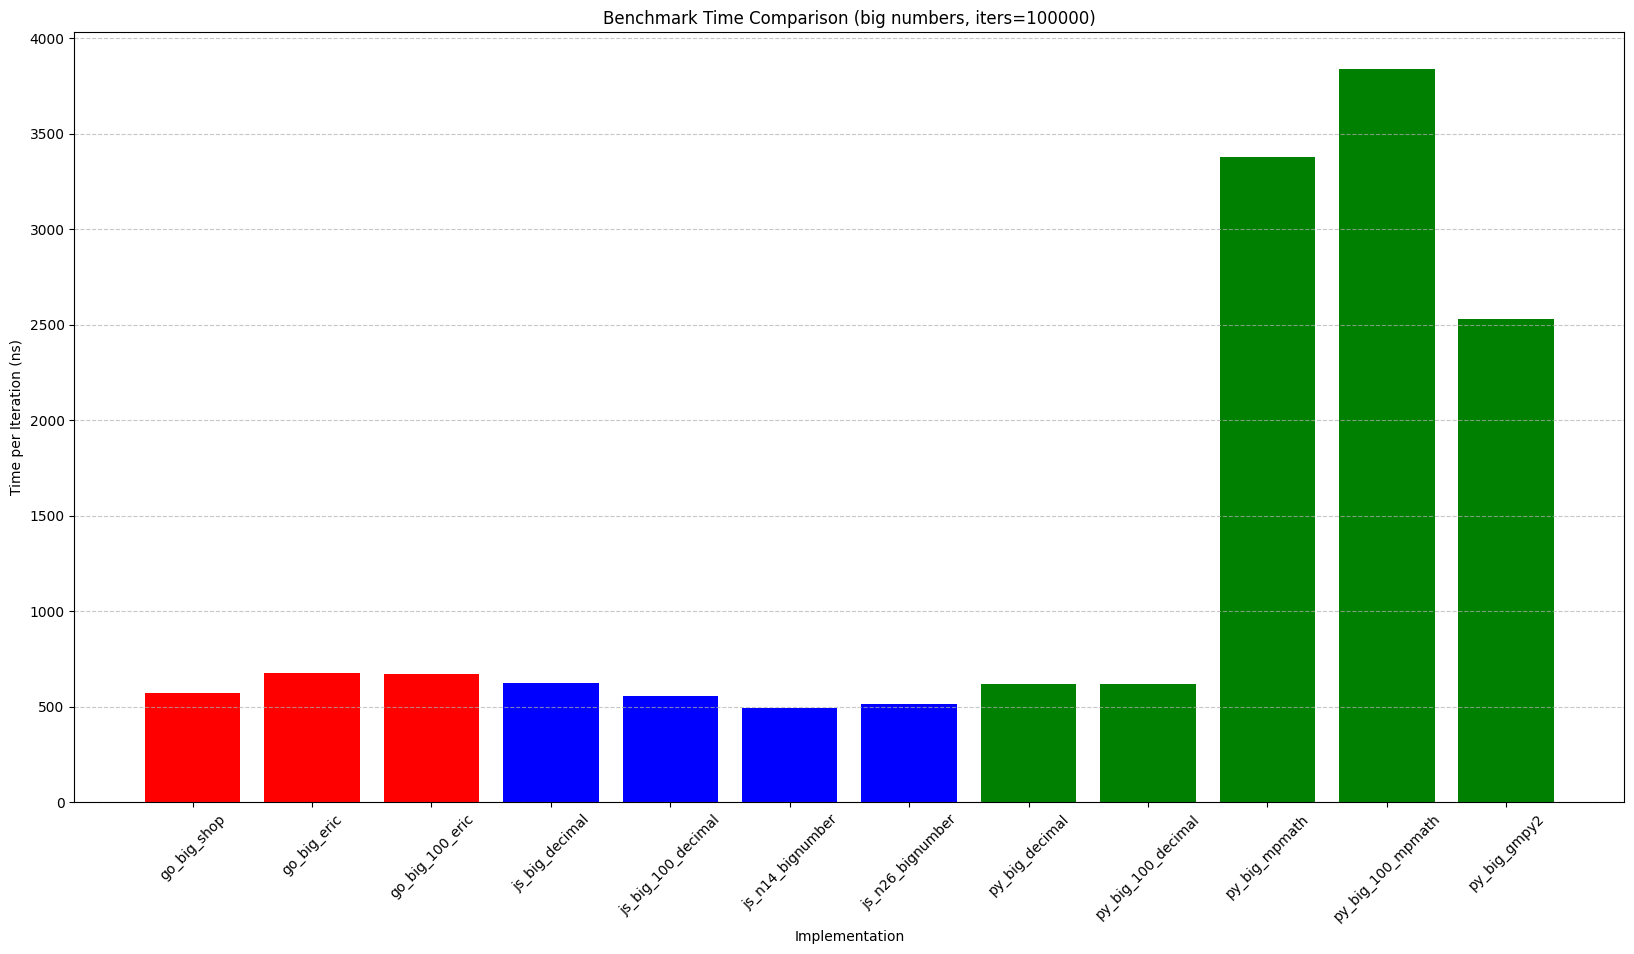 Benchmark Time Comparison (big numbers, iters=100000)
Time per Iteration (ns)
4000
3500
3000
2500
2000
1500
1000
500
0
go_big_shop
go_big_eric
go_big_100_eric
js_big_decimal
js_big_100_decimal
js_n14_bignumber
js_n26_bignumber
py_big_decimal
py_big_100_decimal
py_big_mpmath
py_big_100_mpmath
py_big_gmpy2
Implementation